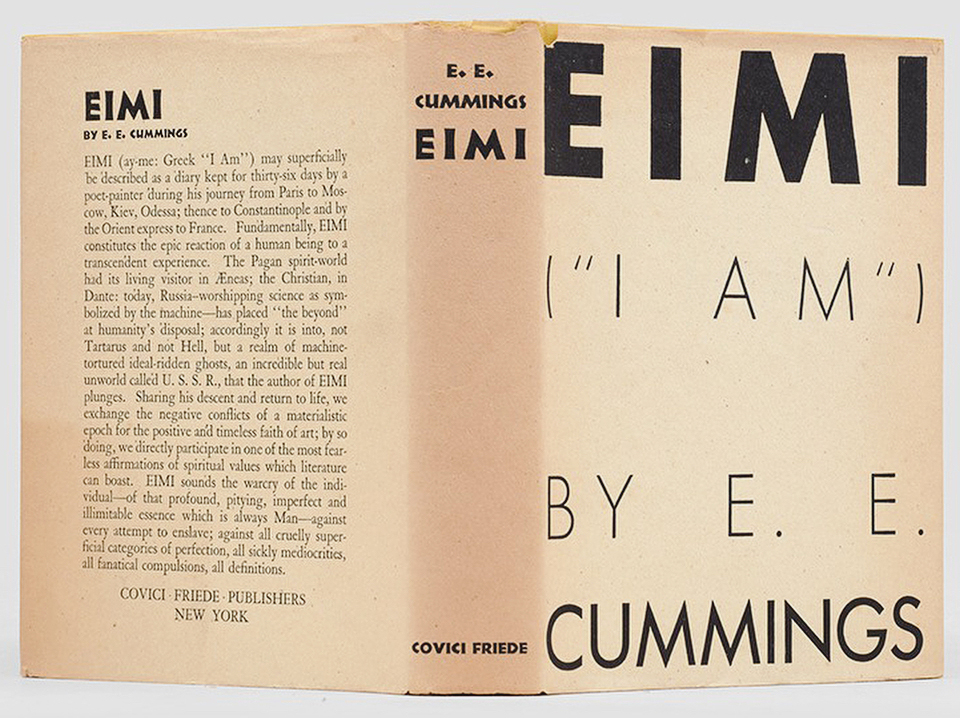 EIMI
BY E. E. CUMMINGS
EIMI (ay-me: Greek "I Am") may superficially
be described as a diary kept for thirty-six days by a
poet-painter during his journey from Paris to Mos-
cow, Kiev, Odessa; thence to Constantinople and by
the Orient express to France. Fundamentally, EIMI
constitutes the epic reaction of a human being to a
transcendent experience. The Pagan spirit-world
had its living visitor in Æneas; the Christian, in
Dante: today, Russia–worshipping science as sym-
bolized by the machine—has placed "the beyond"
at humanity's disposal; accordingly it is into, not
Tartarus and not Hell, but a realm of machine-
tortured ideal-ridden ghosts, an incredible but real
unworld called U. S. S. R., that the author of EIMI
plunges. Sharing his descent and return to life, we
exchange the negative conflicts of a materialistic
epoch for the positive and timeless faith of art; by so
doing, we directly participate in one of the most fear-
less affirmations of spiritual values which literature
can boast. EIMI sounds the warcry of the indi-
vidual—of that profound, pitying, imperfect and
illimitable essence which is always Man—against
every attempt to enslave; against all cruelly super-
ficial categories of perfection, all sickly mediocrities,
all fanatical compulsions, all definitions.
COVICI · FRIEDE · PUBLISHERS
NEW YORK
E. E.
CUMMINGS
EIMI
COVICI FRIEDE
EIMI
("I AM")
BY E. E.
CUMMINGS